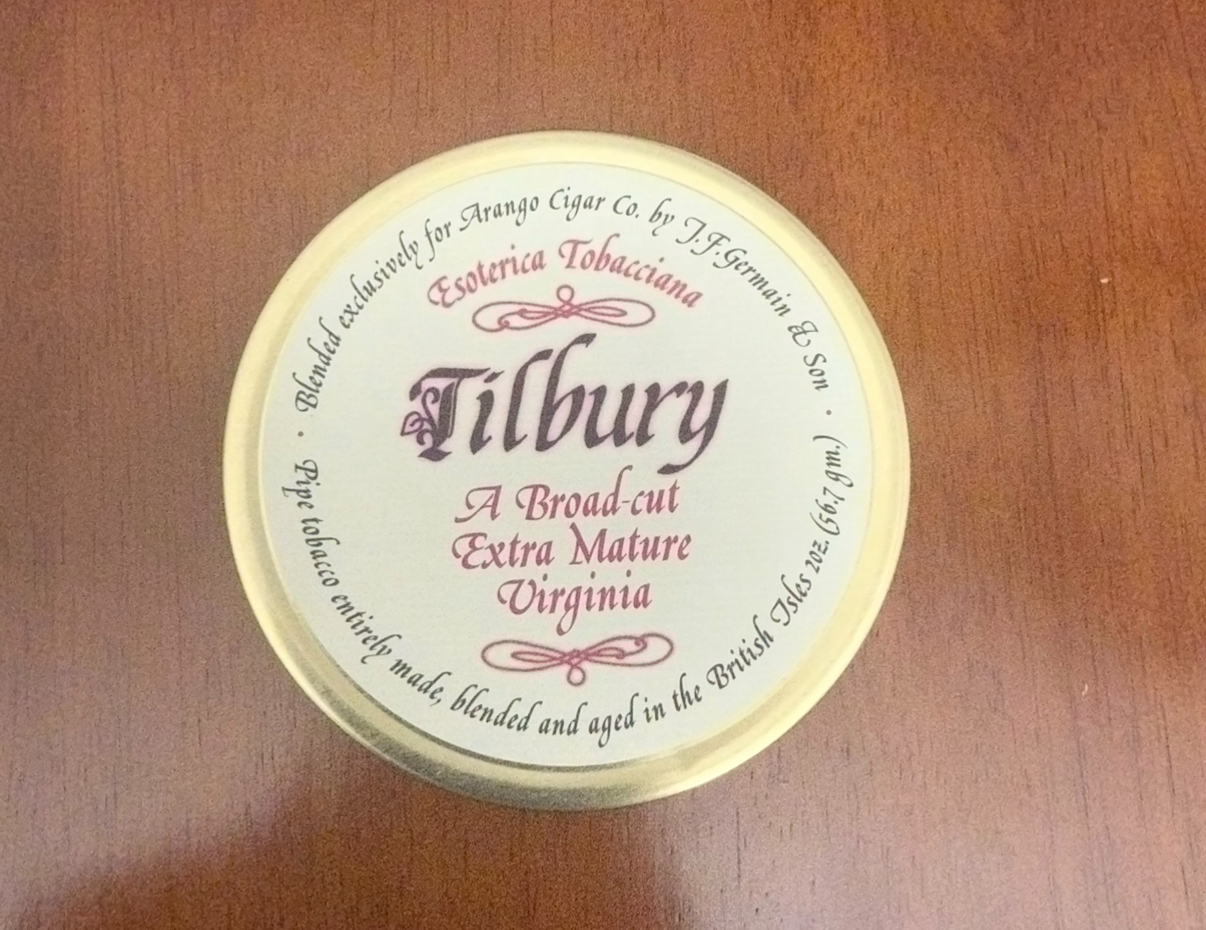 Blended exclusively for Arango Cigar Co. by J.F.Germain & Son
Esoterica Tobacciana
Tilbury
A Broad-cut
Extra Mature
Virginia
Pipe tobacco entirely made, blended and aged in the British Isles 2oz. (56.7 gm.)